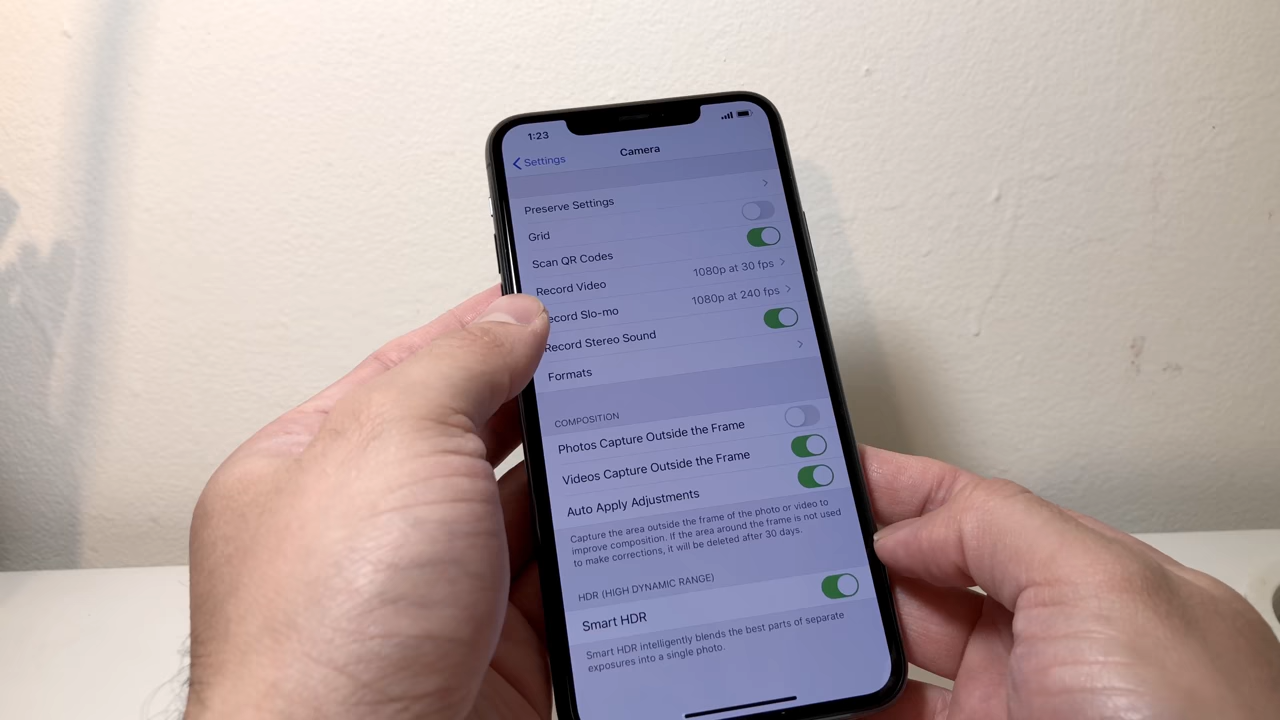 1:23
Settings
Camera
Preserve Settings
Grid
Scan QR Codes
Record Video 1080p at 30 fps
ecord Slo-mo 1080p at 240 fps
Record Stereo Sound
Formats
COMPOSITION
Photos Capture Outside the Frame
Videos Capture Outside the Frame
Auto Apply Adjustments
Capture the area outside the frame of the photo or video to
improve composition. If the area around the frame is not used
to make corrections, it will be deleted after 30 days.
HDR (HIGH DYNAMIC RANGE)
Smart HDR
Smart HDR intelligently blends the best parts of separate
exposures into a single photo.